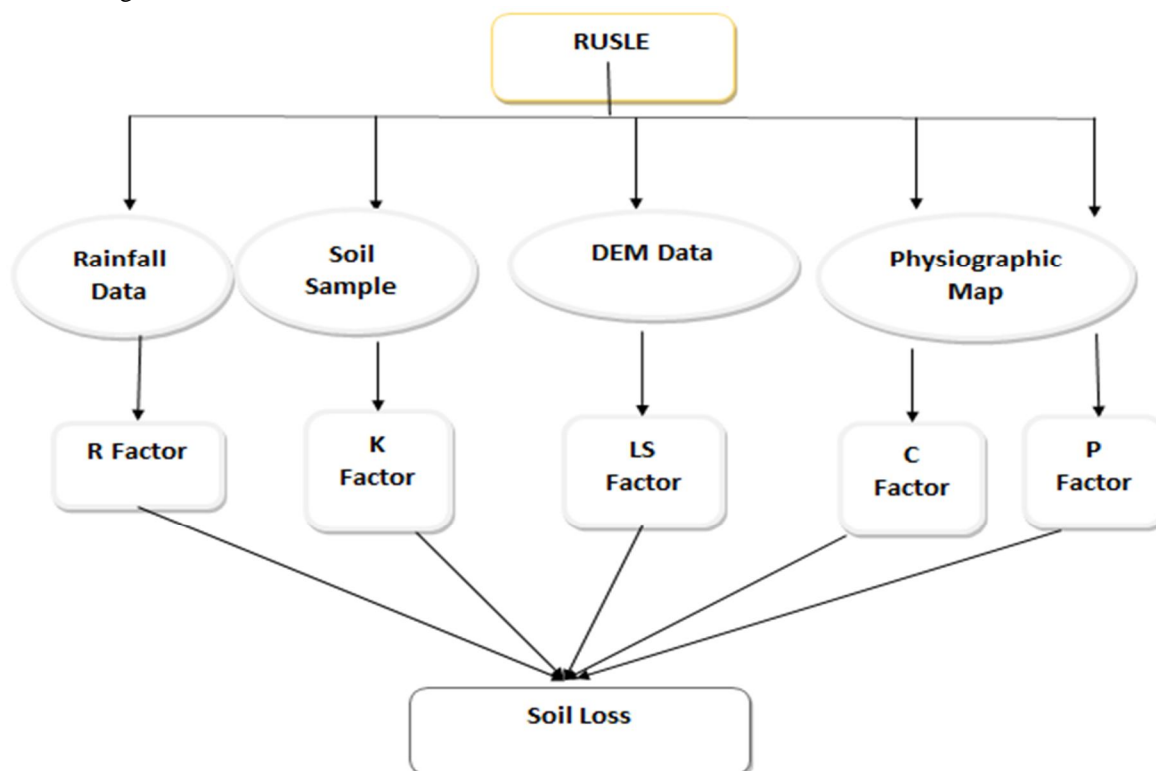 RUSLE
Rainfall
Data
Soil
Sample
DEM Data
Physiographic
Map
R Factor
K
Factor
LS
Factor
C
Factor
P
Factor
Soil Loss